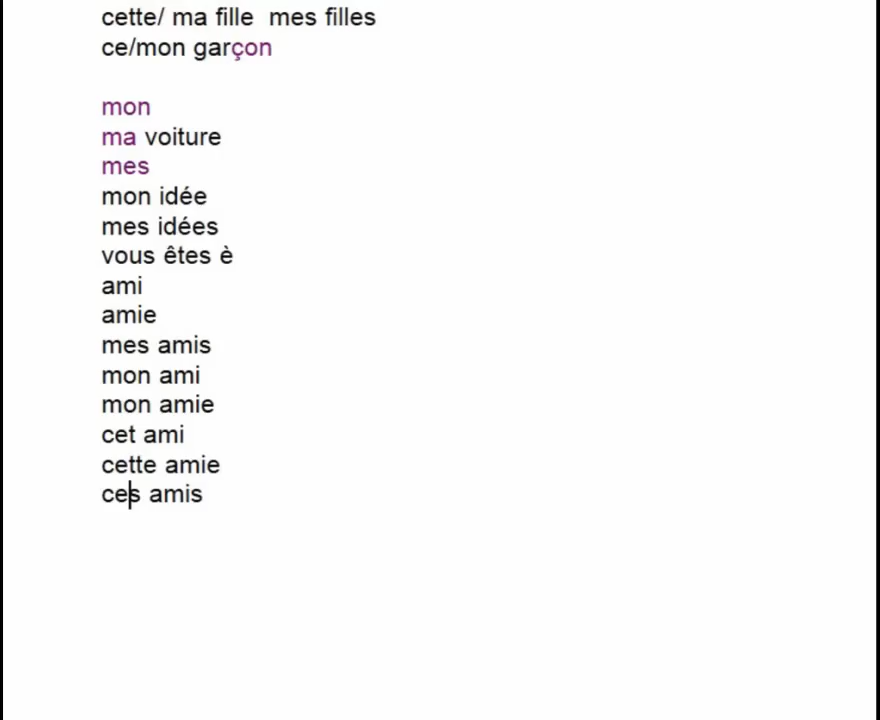 cette/ ma fille  mes filles
ce/mon garçon
mon
ma voiture
mes
mon idée
mes idées
vous êtes è
ami
amie
mes amis
mon ami
mon amie
cet ami
cette amie
ces amis